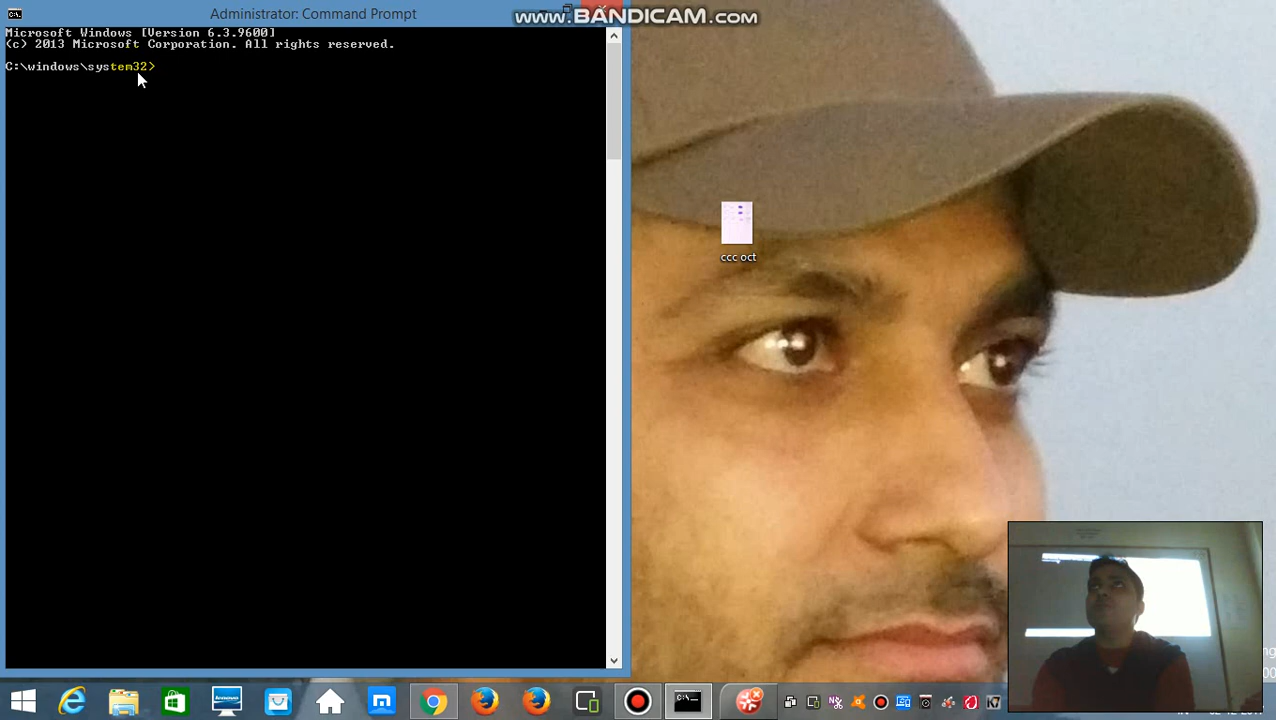 Administrator: Command Prompt
www.BANDICAM.com
Microsoft Windows [Version 6.3.9600]
(c) 2013 Microsoft Corporation. All rights reserved.
C:\windows\system32>
ccc oct
C:\.
lenovo